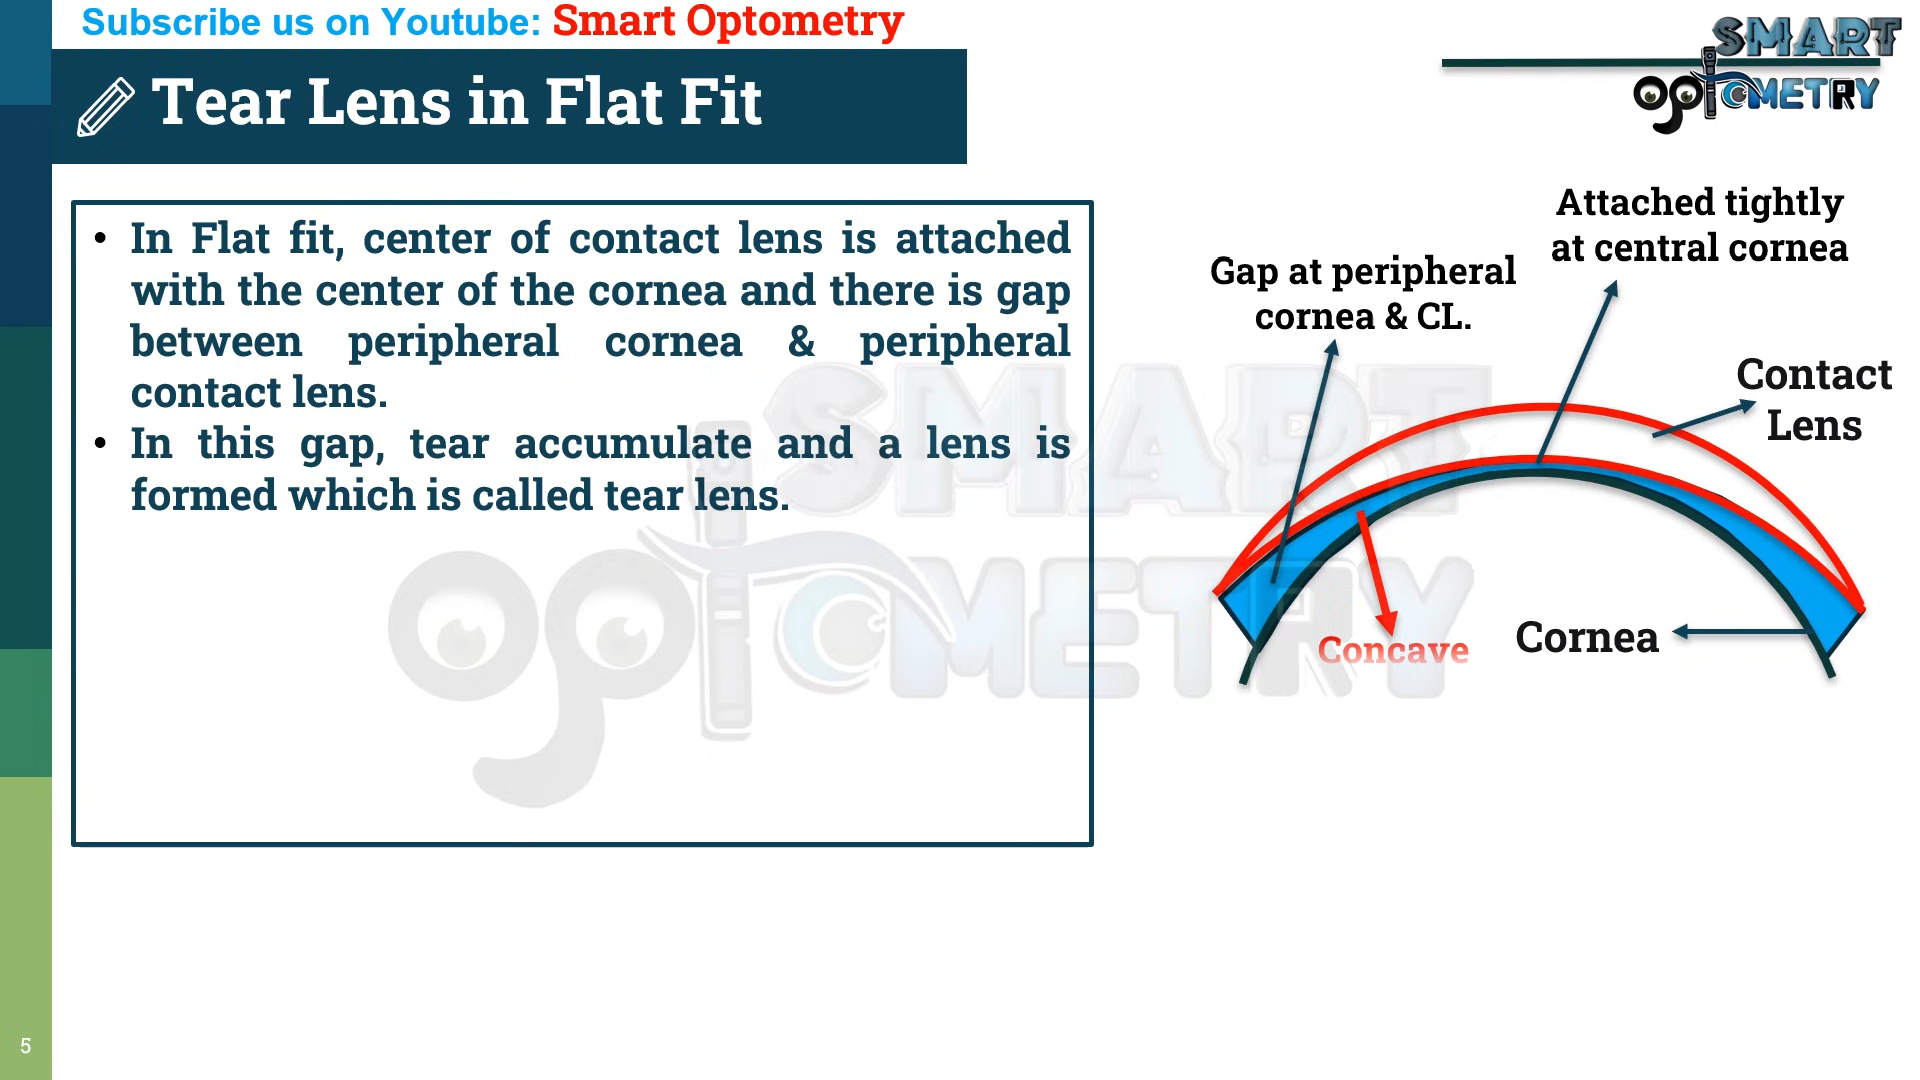 Subscribe us on Youtube: Smart Optometry
SMART
OPTOMETRY
Tear Lens in Flat Fit
• In Flat fit, center of contact lens is attached
with the center of the cornea and there is gap
between peripheral cornea & peripheral
contact lens.
• In this gap, tear accumulate and a lens is
formed which is called tear lens.
Attached tightly
at central cornea
Gap at peripheral
cornea & CL.
Contact
Lens
Concave
Cornea
SMART
OPTOMETRY
5